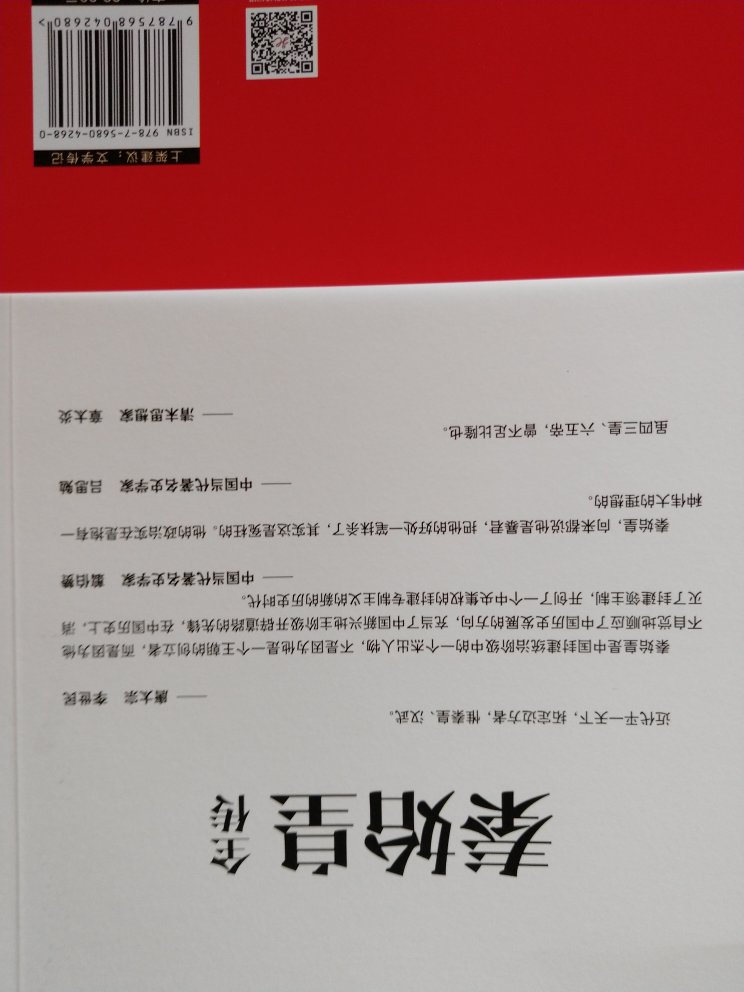 秦始皇
全传
近代平一天下，拓定边方者，惟秦皇、汉武。
—— 唐太宗 李世民
秦始皇是中国封建统治阶级中的一个杰出人物，不是因为他是一个王朝的创立者，而是因为他
不自觉地顺应了中国历史发展的方向，充当了中国新兴地主阶级开辟道路的先锋，在中国历史上，消
灭了封建领主制，开创了一个中央集权的封建专制主义的新的历史时代。
—— 中国当代著名史学家 翦伯赞
秦始皇，向来都说他是暴君，把他的好处一笔抹杀了，其实这是冤枉的。他的政治实在是抱有一
种伟大的理想的。
—— 中国当代著名史学家 吕思勉
虽四三皇、六五帝，曾不足比隆也。
—— 清末思想家 章太炎
上架建议：文学传记
ISBN 978-7-5680-4268-0
9 787568 042680 >